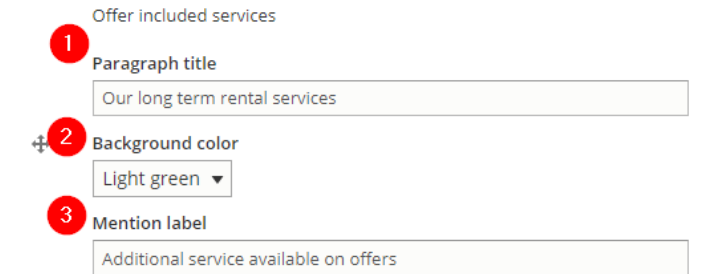 Offer included services
1
Paragraph title
Our long term rental services
2
Background color
Light green
3
Mention label
Additional service available on offers